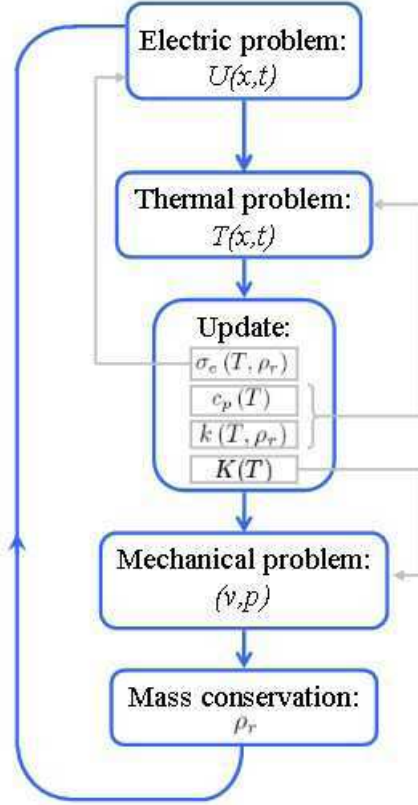 Electric problem:
U(x,t)
Thermal problem:
T(x,t)
Update:
σₑ (T, ρᵣ)
cₚ (T)
k (T, ρᵣ)
K(T)
Mechanical problem:
(v,p)
Mass conservation:
ρᵣ